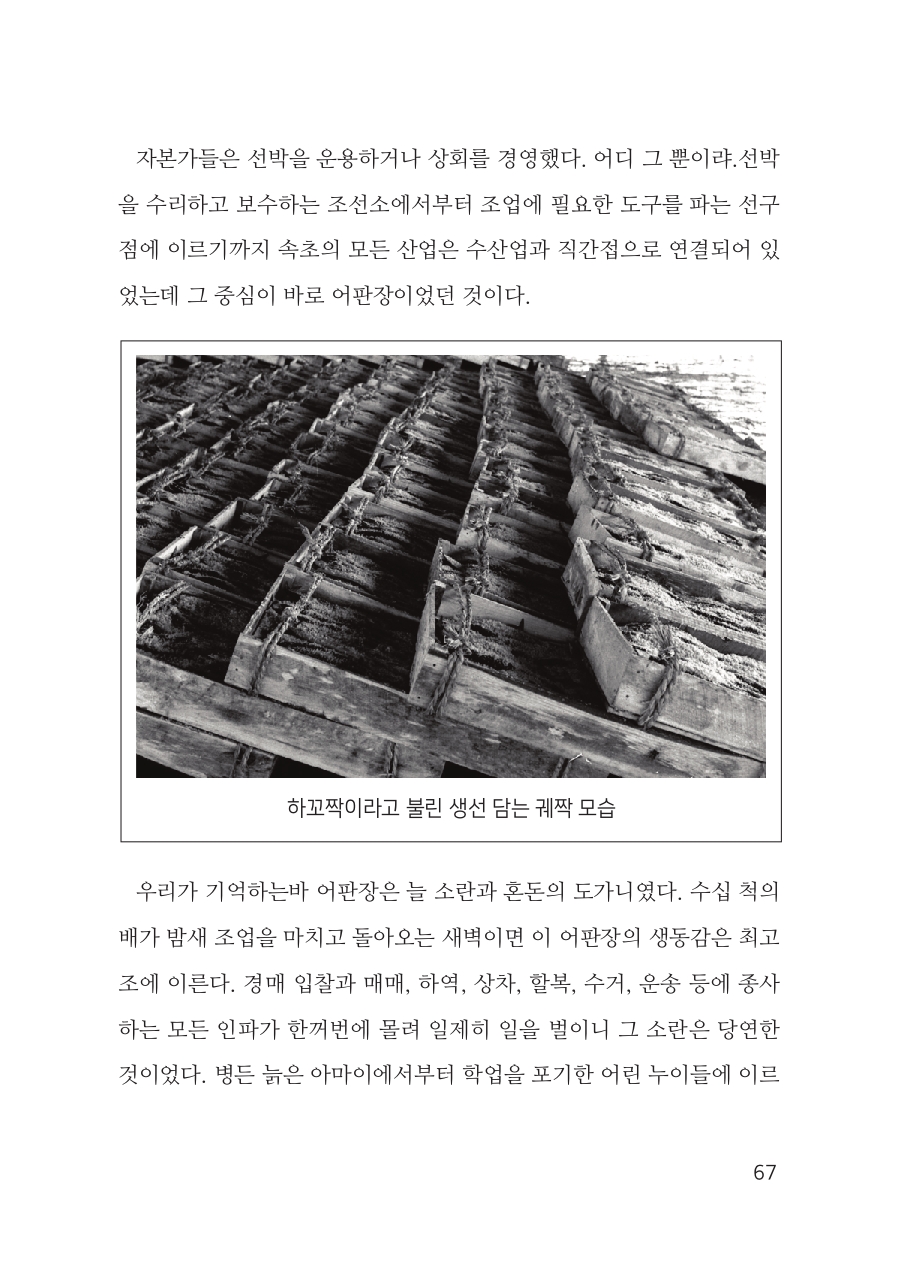 자본가들은 선박을 운용하거나 상회를 경영했다. 어디 그 뿐이랴.선박
을 수리하고 보수하는 조선소에서부터 조업에 필요한 도구를 파는 선구
점에 이르기까지 속초의 모든 산업은 수산업과 직간접으로 연결되어 있
었는데 그 중심이 바로 어판장이었던 것이다.
하꼬짝이라고 불린 생선 담는 궤짝 모습
우리가 기억하는바 어판장은 늘 소란과 혼돈의 도가니였다. 수십 척의
배가 밤새 조업을 마치고 돌아오는 새벽이면 이 어판장의 생동감은 최고
조에 이른다. 경매 입찰과 매매, 하역, 상차, 할복, 수거, 운송 등에 종사
하는 모든 인파가 한꺼번에 몰려 일제히 일을 벌이니 그 소란은 당연한
것이었다. 병든 늙은 아마이에서부터 학업을 포기한 어린 누이들에 이르
67